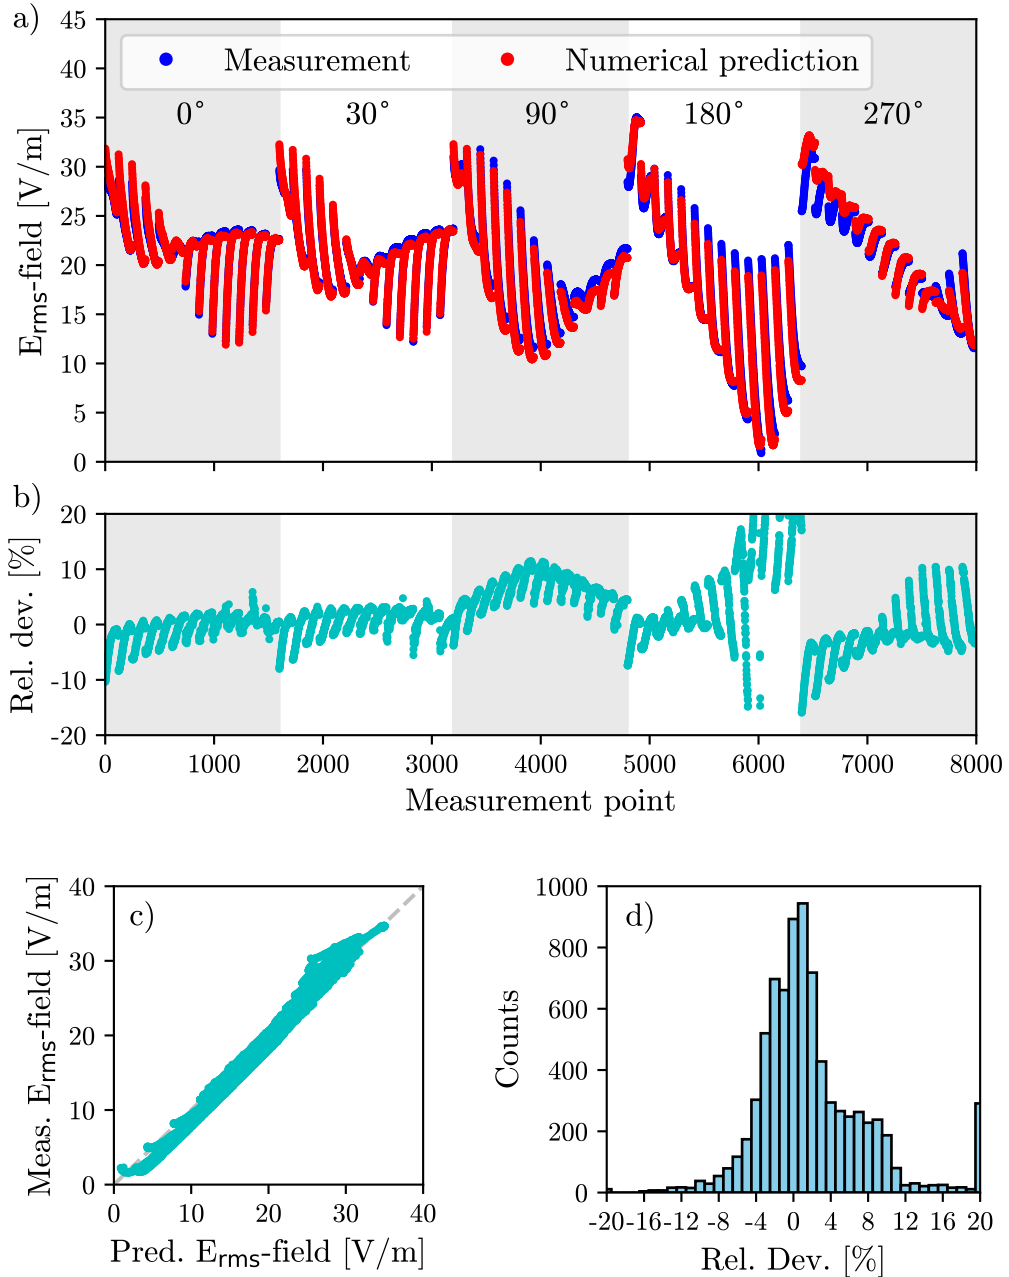 a)
45
40
35
30
25
20
15
10
5
0
E_rms-field [V/m]
Measurement
Numerical prediction
0°
30°
90°
180°
270°
b)
20
10
0
-10
-20
Rel. dev. [%]
0 1000 2000 3000 4000 5000 6000 7000 8000
Measurement point
c)
40
30
20
10
0
Meas. E_rms-field [V/m]
0 10 20 30 40
Pred. E_rms-field [V/m]
d)
1000
800
600
400
200
0
Counts
-20 -16 -12 -8 -4 0 4 8 12 16 20
Rel. Dev. [%]